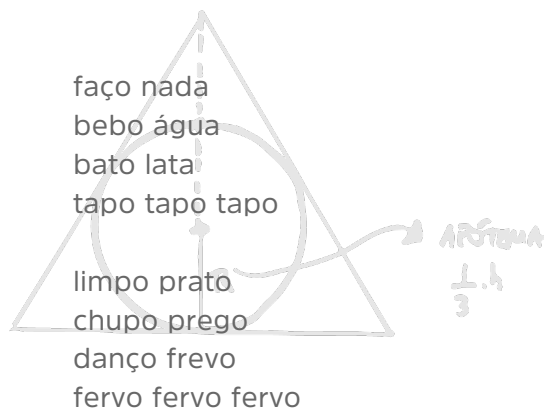 faço nada
bebo água
bato lata
tapo tapo tapo

limpo prato
chupo prego
danço frevo
fervo fervo fervo

APÓTEMA
1/3 . h